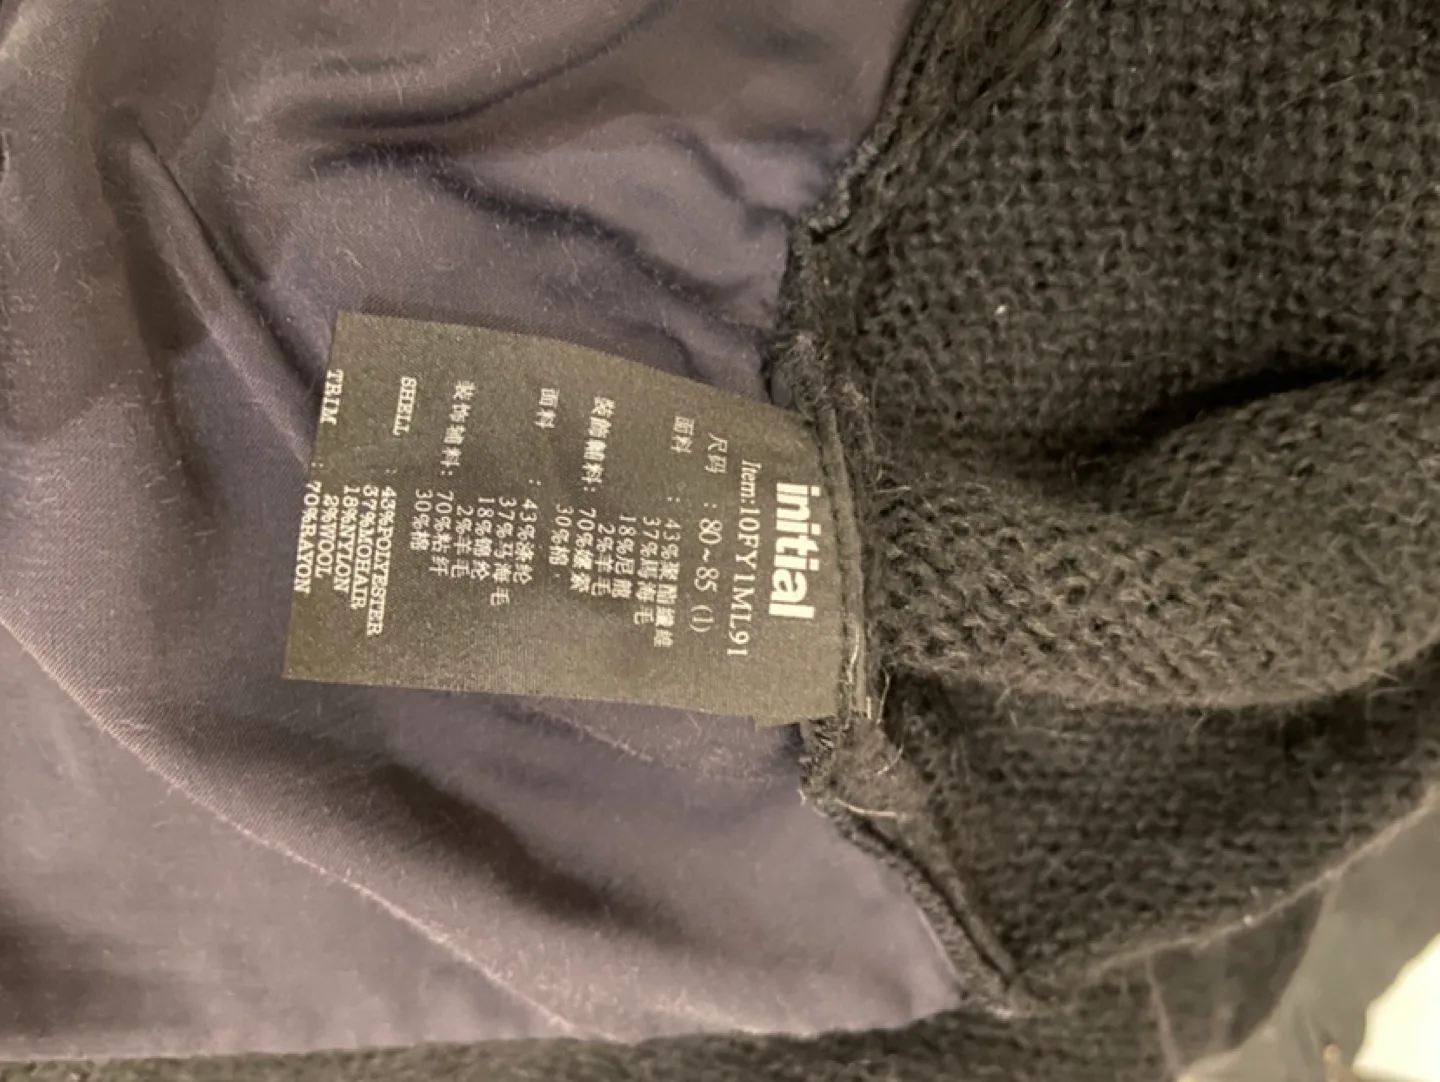 initial
Item:10FY1ML91
尺码 : 80~85 (1)
面料 : 43%聚酯纖維
37%馬海毛
18%尼龍
2%羊毛
裝飾輔料: 70%嫘縈
30%棉
面料 : 43%涤纶
37%马海毛
18%锦纶
2%羊毛
装饰辅料: 70%粘纤
30%棉
SHELL : 43%POLYESTER
37%MOHAIR
18%NYLON
2%WOOL
TRIM : 70%RAYON